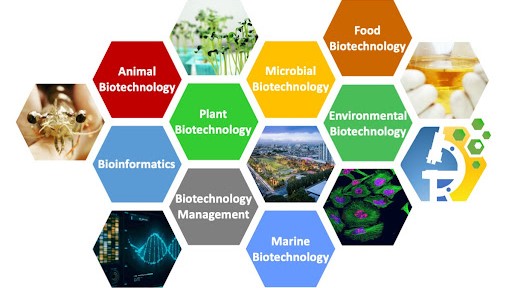 Food
Biotechnology
Animal
Biotechnology
Microbial
Biotechnology
Plant
Biotechnology
Environmental
Biotechnology
Bioinformatics
Biotechnology
Management
Marine
Biotechnology